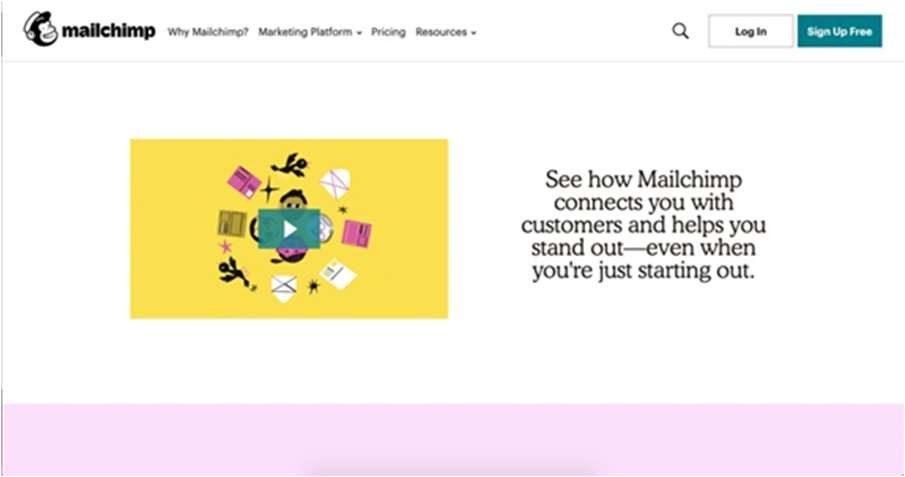 mailchimp Why Mailchimp? Marketing Platform Pricing Resources Log In Sign Up Free
See how Mailchimp
connects you with
customers and helps you
stand out—even when
you're just starting out.